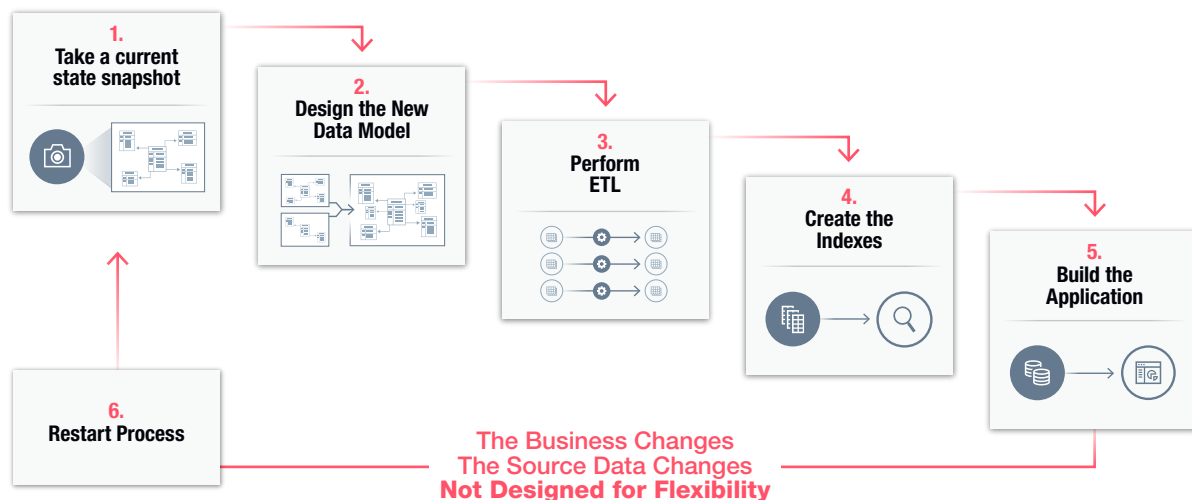 1.
Take a current
state snapshot
2.
Design the New
Data Model
3.
Perform
ETL
4.
Create the
Indexes
5.
Build the
Application
6.
Restart Process
The Business Changes
The Source Data Changes
Not Designed for Flexibility